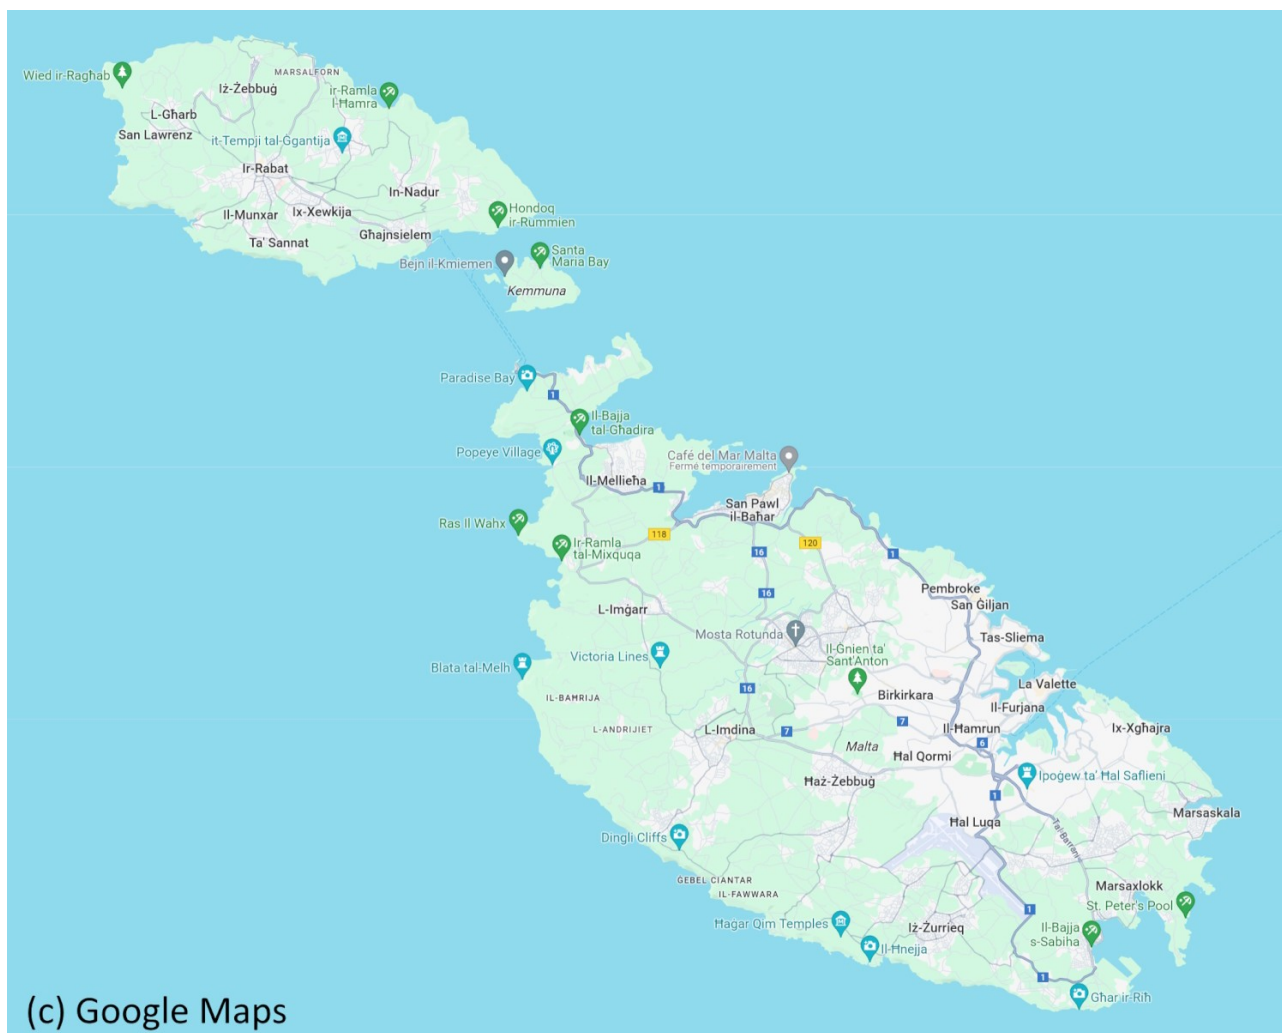 MARSALFORN
Wied ir-Ragħab
Iż-Żebbuġ
ir-Ramla
l-Ħamra
L-Għarb
San Lawrenz
it-Tempji tal-Ggantija
Ir-Rabat
In-Nadur
Il-Munxar
Ix-Xewkija
Hondoq
ir-Rummien
Għajnsielem
Ta' Sannat
Santa
Maria Bay
Bejn il-Kmiemen
Kemmuna
Paradise Bay
1
Il-Bajja
tal-Għadira
Popeye Village
Café del Mar Malta
Fermé temporairement
Il-Mellieħa
1
San Pawl
il-Baħar
Ras Il Wahx
118
120
Ir-Ramla
tal-Mixquqa
16
1
16
Pembroke
San Ġiljan
L-Imġarr
Mosta Rotunda
Tas-Sliema
Il-Ġnien ta'
Sant'Anton
Victoria Lines
Blata tal-Melh
La Valette
16
Birkirkara
IL-BAĦRIJA
Il-Furjana
L-ANDRIJIET
L-Imdina
7
7
Il-Ħamrun
Ix-Xgħajra
6
Malta
Ħal Qormi
Ħaż-Żebbuġ
Ipoġew ta' Ħal Saflieni
1
Marsaskala
Ħal Luqa
Tal-Barrani
Dingli Cliffs
ĠEBEL CIANTAR
IL-FAWWARA
Marsaxlokk
St. Peter's Pool
1
Ħaġar Qim Temples
Iż-Żurrieq
Il-Bajja
s-Sabiħa
Il-Ħnejja
1
Għar ir-Riħ
(c) Google Maps